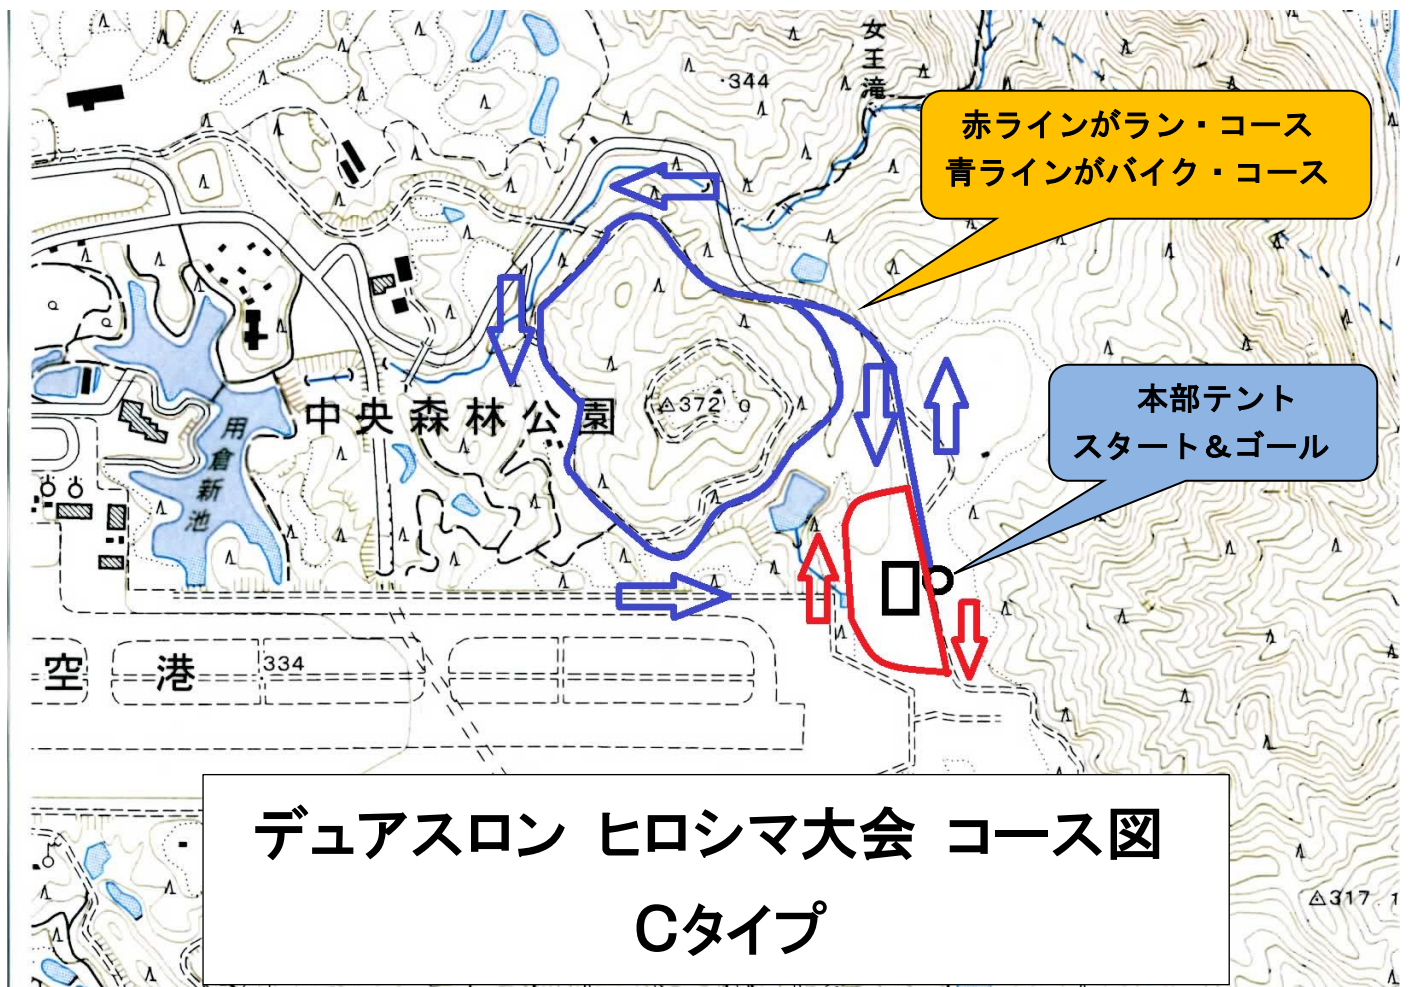 女王滝
・344
赤ラインがラン・コース
青ラインがバイク・コース
本部テント
スタート＆ゴール
△372
中央森林公園
用倉新池
空港
334
デュアスロン ヒロシマ大会 コース図
Cタイプ
△317.1